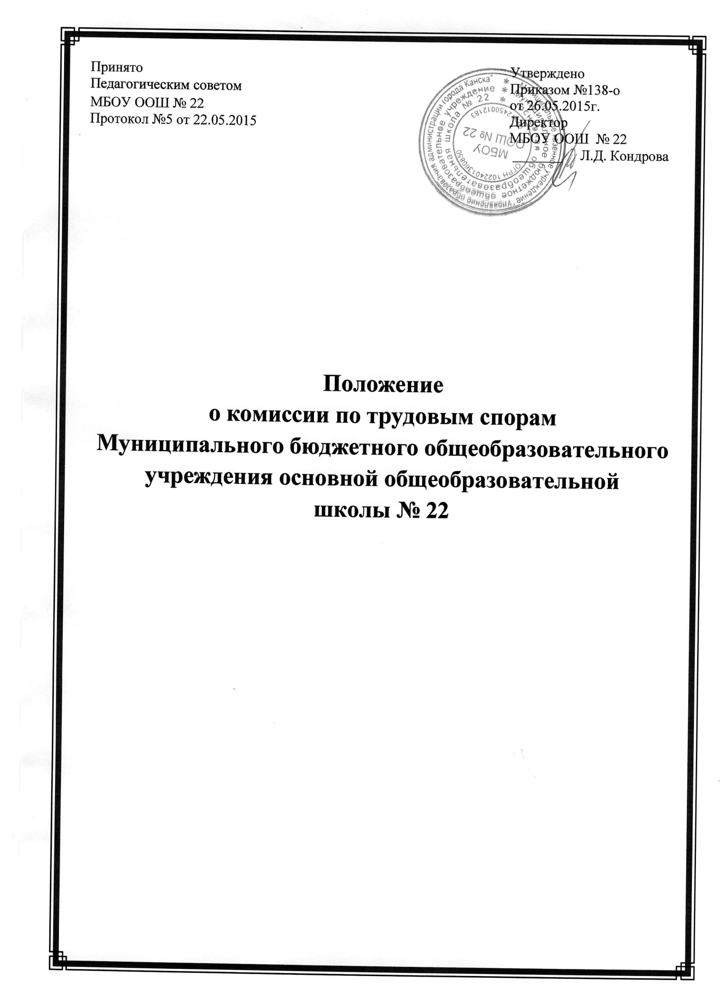 Принято
Педагогическим советом
МБОУ ООШ № 22
Протокол №5 от 22.05.2015
Утверждено
Приказом №138-о
от 26.05.2015г.
Директор
МБОУ ООШ № 22
Л.Д. Кондрова
МБОУ
ООШ № 22
ОГРН 1022401360850
2450012183
Муниципальное бюджетное общеобразовательное учреждение
основная общеобразовательная школа № 22
Муниципальное казенное учреждение "Управление образования администрации города Канска"
Положение
о комиссии по трудовым спорам
Муниципального бюджетного общеобразовательного
учреждения основной общеобразовательной
школы № 22